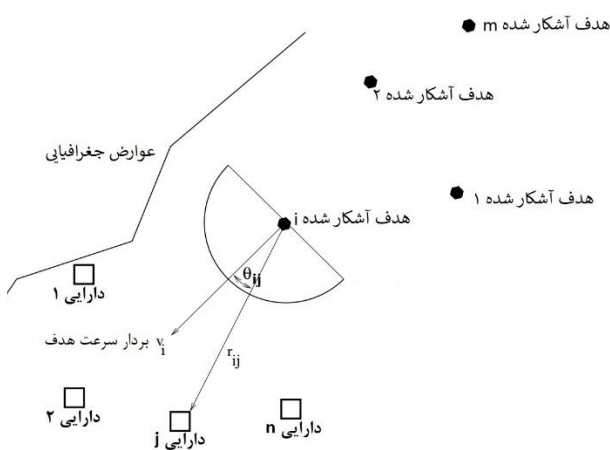 هدف آشکار شده m
هدف آشکار شده ۲
عوارض جغرافیایی
هدف آشکار شده ۱
هدف آشکار شده i
θij
دارایی ۱
بردار سرعت هدف vi
rij
دارایی ۲
دارایی j
دارایی n